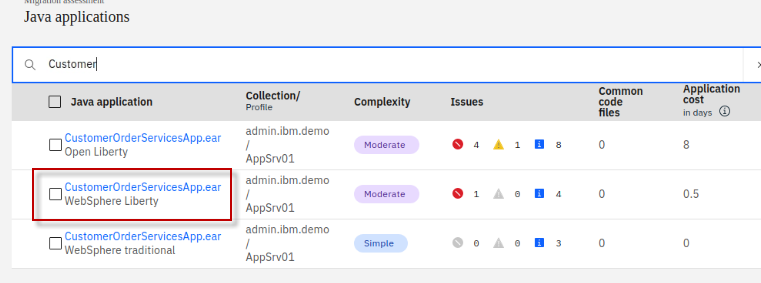 Migration assessment
Java applications
Customer
Java application
Collection/
Profile
Complexity
Issues
Common
code
files
Application
cost
in days
CustomerOrderServicesApp.ear
Open Liberty
admin.ibm.demo
/
AppSrv01
Moderate
4 1 8
0
8
CustomerOrderServicesApp.ear
WebSphere Liberty
admin.ibm.demo
/
AppSrv01
Moderate
1 0 4
0
0.5
CustomerOrderServicesApp.ear
WebSphere traditional
admin.ibm.demo
/
AppSrv01
Simple
0 0 3
0
0